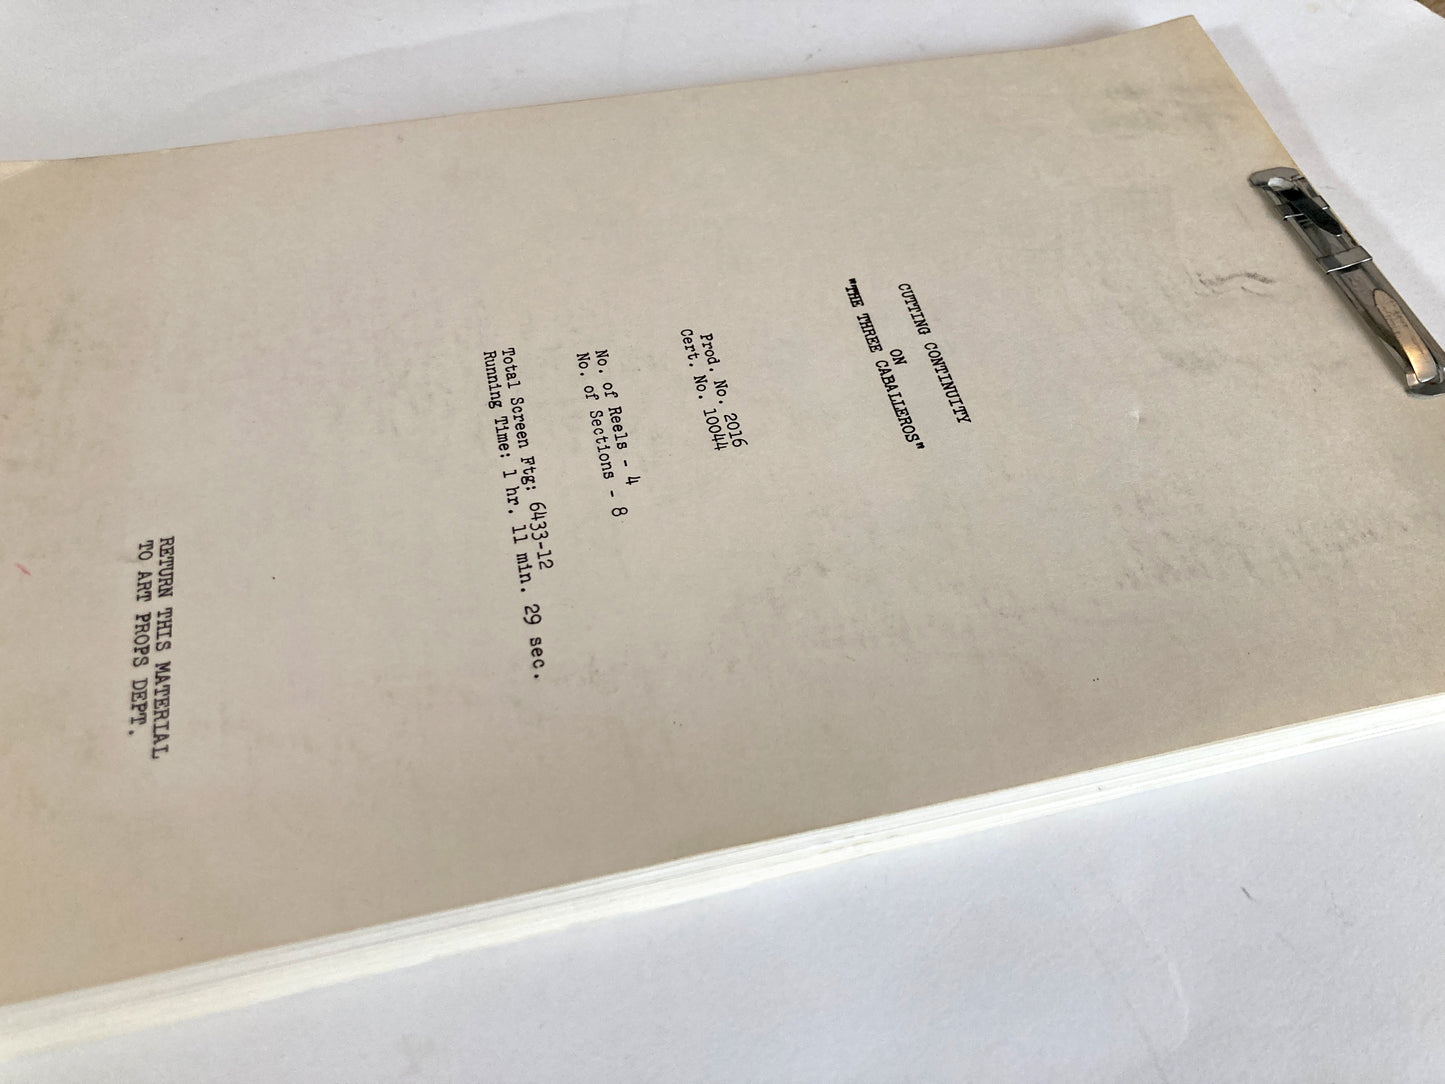 CUTTING CONTINUITY
ON
"THE THREE CABALLEROS"
Prod. No. 2016
Cert. No. 10044
No. of Reels - 4
No. of Sections - 8
Total Screen Ftg: 6433-12
Running Time: 1 hr. 11 min. 29 sec.
RETURN THIS MATERIAL
TO ART PROPS DEPT.